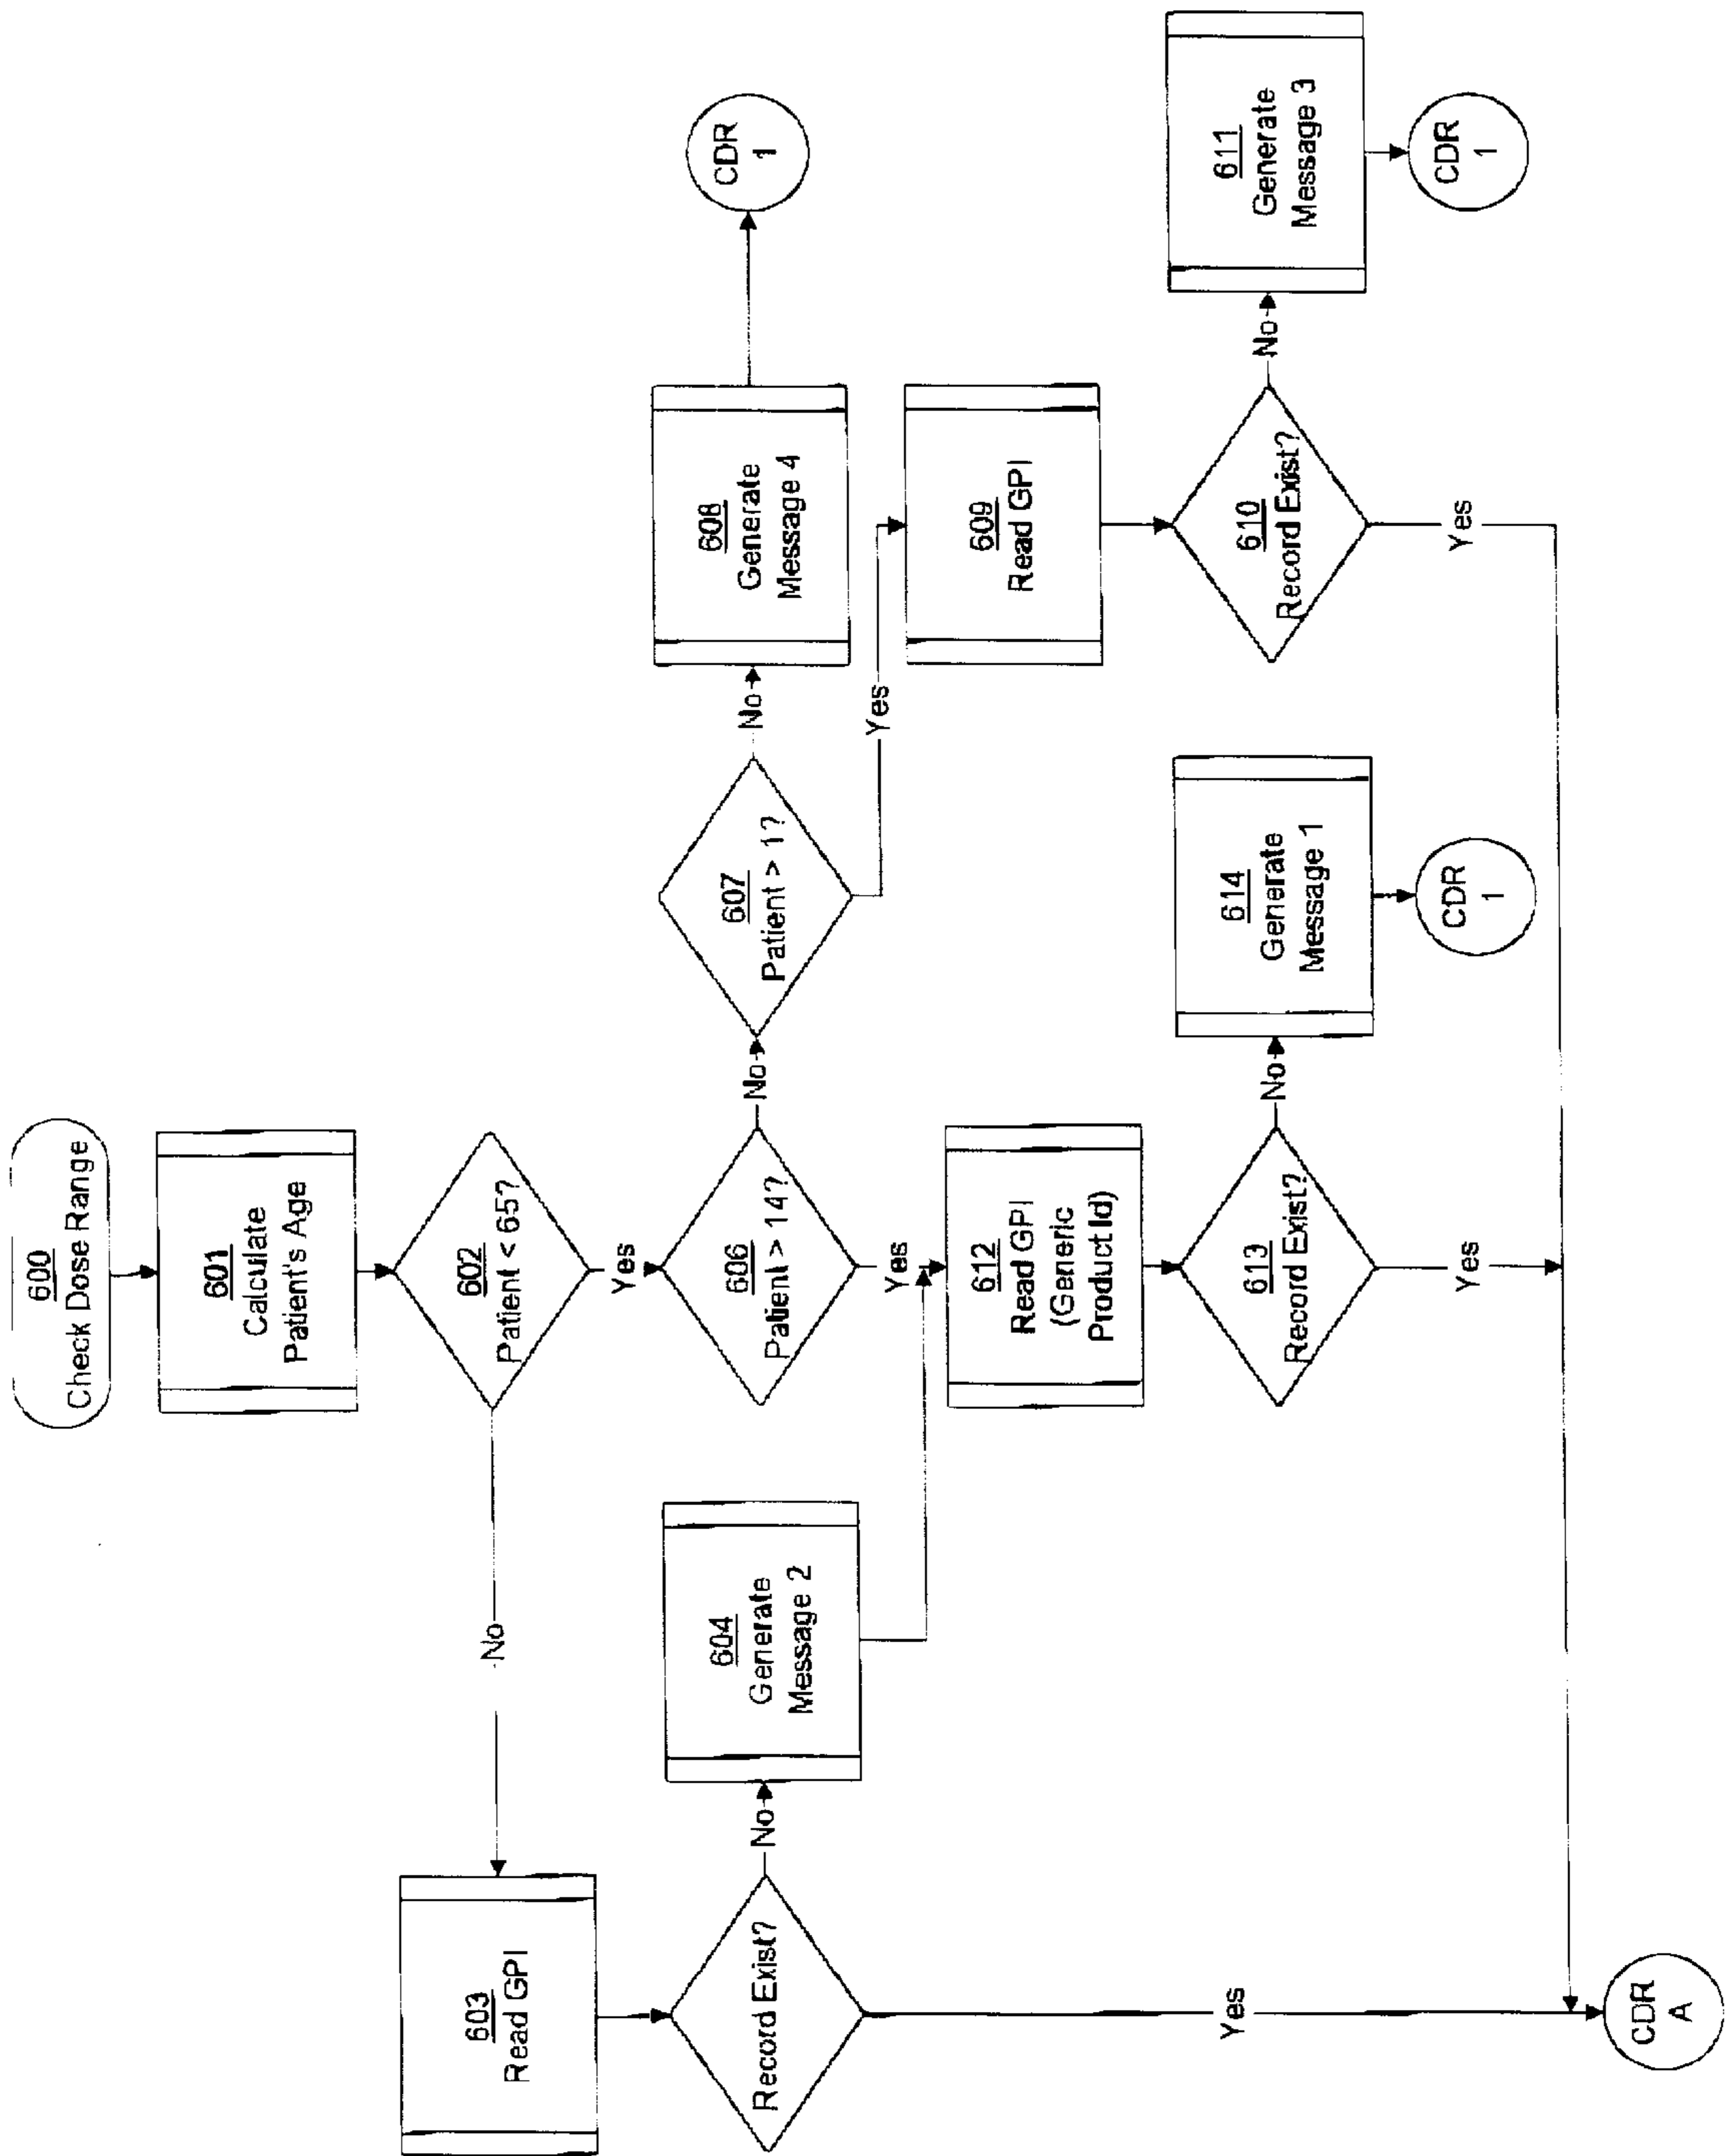 600
Check Dose Range
601
Calculate
Patient's Age
602
Patient < 65?
No
Yes
603
Read GPI
Record Exist?
No
Yes
604
Generate
Message 2
606
Patient > 14?
No
Yes
607
Patient > 1?
No
Yes
608
Generate
Message 4
CDR
1
609
Read GPI
610
Record Exist?
No
Yes
611
Generate
Message 3
CDR
1
612
Read GPI
(Generic
Product Id)
613
Record Exist?
No
Yes
614
Generate
Message 1
CDR
1
CDR
A